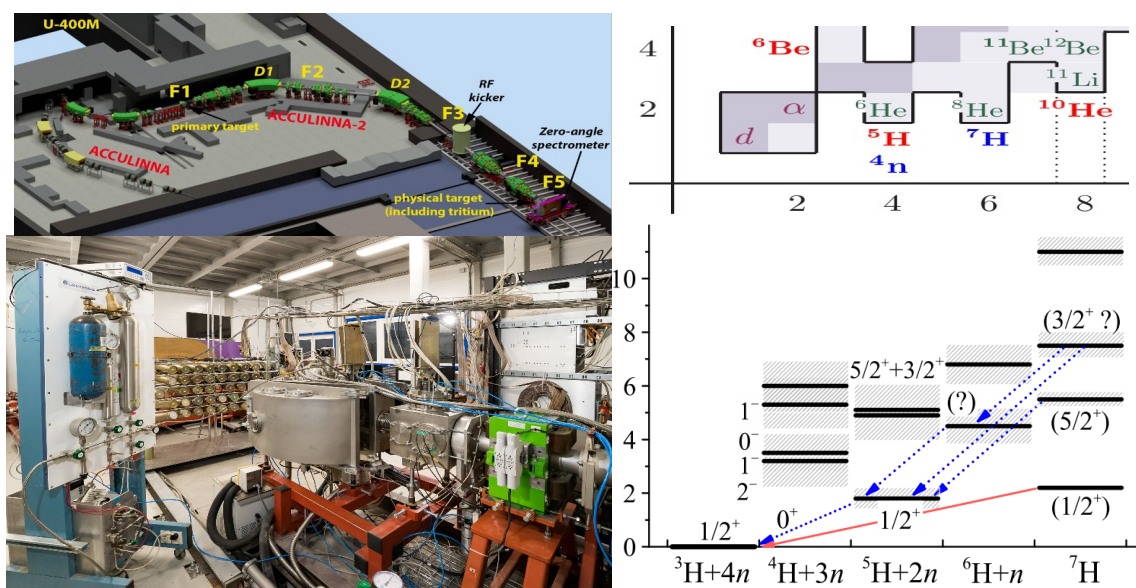 U-400M
F1
D1
F2
D2
RF
kicker
F3
primary target
ACCULINNA-2
Zero-angle
spectrometer
ACCULINNA
F4
F5
physical target
(including tritium)
4
⁶Be
¹¹Be¹²Be
¹¹Li
2
α
⁶He
⁸He
¹⁰He
d
⁵H
⁷H
⁴n
2
4
6
8
10
8
6
4
2
0
(3/2⁺ ?)
5/2⁺+3/2⁺
1⁻
(?)
(5/2⁺)
0⁻
1⁻
2⁻
1/2⁺
0⁺
1/2⁺
(1/2⁺)
³H+4n
⁴H+3n
⁵H+2n
⁶H+n
⁷H